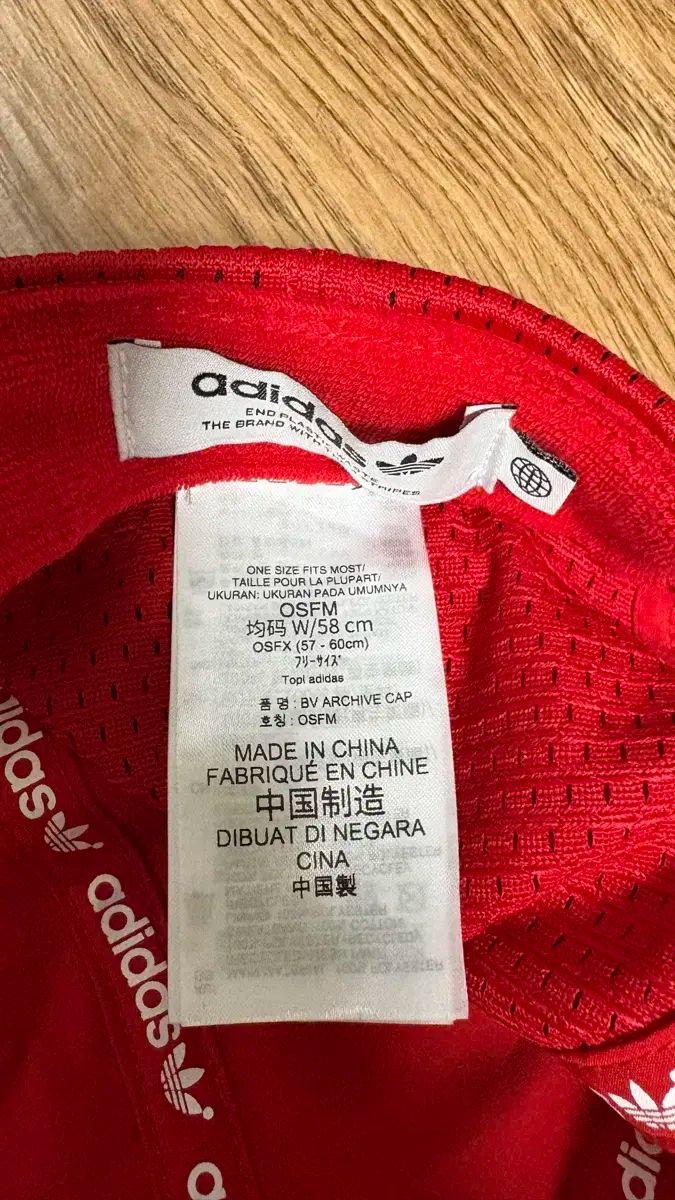 adidas
END PLASTIC WASTE
THE BRAND WITH THE STRIPES
ONE SIZE FITS MOST/
TAILLE POUR LA PLUPART/
UKURAN: UKURAN PADA UMUMNYA
OSFM
均码 W/58 cm
OSFX (57 - 60cm)
フリーサイズ
Topi adidas
품 명 : BV ARCHIVE CAP
호칭 : OSFM
MADE IN CHINA
FABRIQUÉ EN CHINE
中国制造
DIBUAT DI NEGARA
CINA
中国製
adidas
adidas